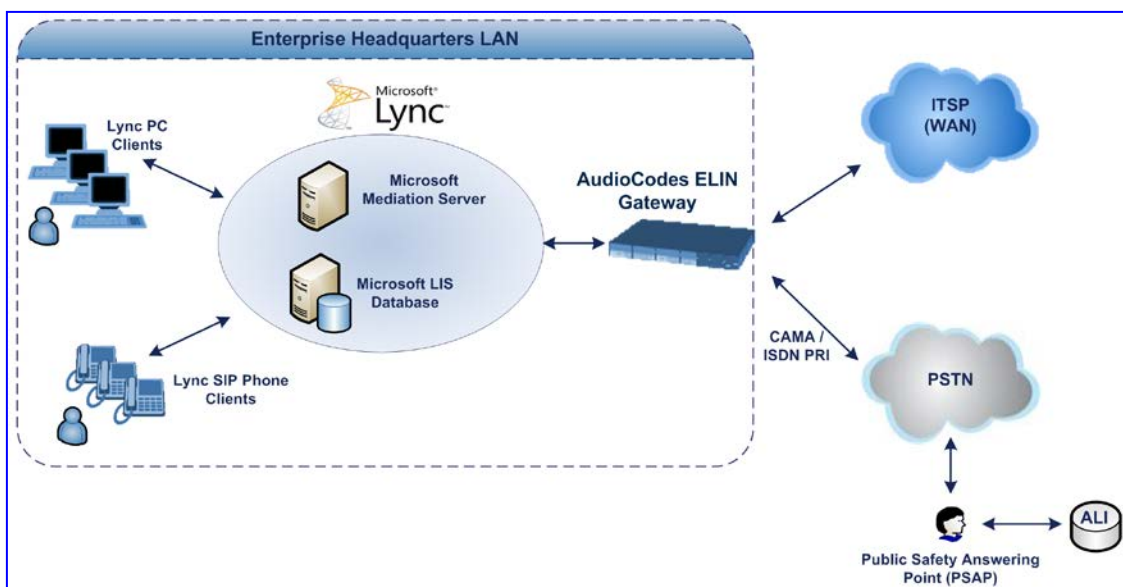 Enterprise Headquarters LAN
Microsoft®
Lync™
Lync PC
Clients
Microsoft
Mediation Server
Microsoft LIS
Database
Lync SIP Phone
Clients
AudioCodes ELIN
Gateway
ITSP
(WAN)
CAMA /
ISDN PRI
PSTN
ALI
Public Safety Answering
Point (PSAP)